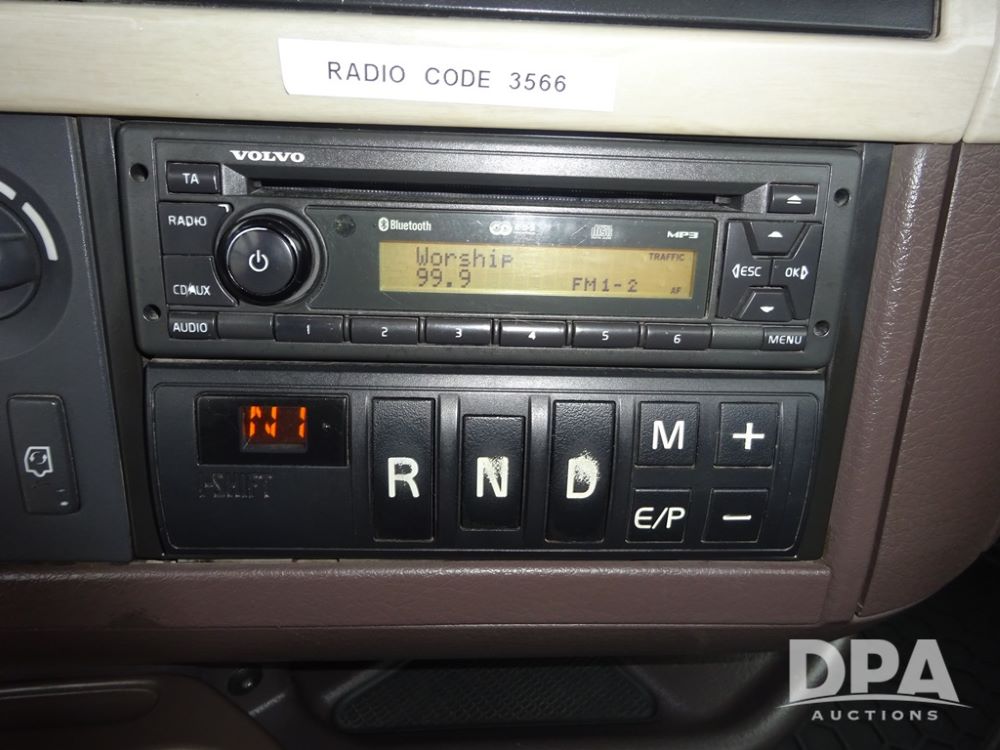 RADIO CODE 3566
VOLVO
TA
RADIO
Bluetooth
MP3
Worship
TRAFFIC
99.9
FM1-2
AF
ESC
OK
CD/AUX
AUDIO
1
2
3
4
5
6
MENU
N1
I-SHIFT
R
N
D
M
+
E/P
-
DPA
AUCTIONS